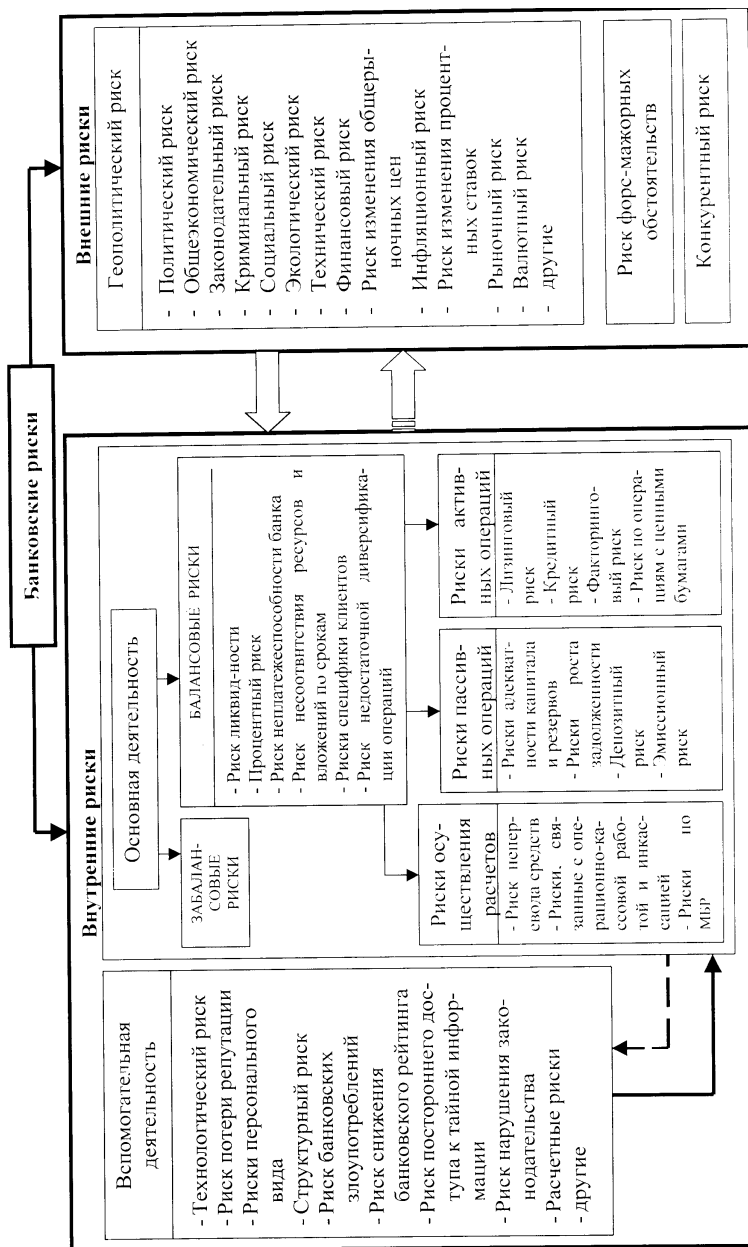 Банковские риски
Внутренние риски
Вспомогательная
деятельность
- Технологический риск
- Риск потери репутации
- Риски персонального
вида
- Структурный риск
- Риск банковских
злоупотреблений
- Риск снижения
банковского рейтинга
- Риск постороннего дос-
тупа к тайной инфор-
мации
- Риск нарушения зако-
нодательства
- Расчетные риски
- другие
Основная деятельность
ЗАБАЛАН-
СОВЫЕ
РИСКИ
БАЛАНСОВЫЕ РИСКИ
- Риск ликвид-ности
- Процентный риск
- Риск неплатежеспособности банка
- Риск несоответствия ресурсов и
вложений по срокам
- Риски специфики клиентов
- Риск недостаточной диверсифика-
ции операций
Риски осу-
ществления
расчетов
- Риск непере-
вода средств
- Риски, свя-
занные с опе-
рационно-ка-
ссовой рабо-
той и инкас-
сацией
- Риски по
МБР
Риски пассив-
ных операций
- Риски адекват-
ности капитала
и резервов
- Риски роста
задолженности
- Депозитный
риск
- Эмиссионный
риск
Риски актив-
ных операций
- Лизинговый
риск
- Кредитный
риск
- Факторинго-
вый риск
- Риск по опера-
циям с ценными
бумагами
Внешние риски
Геополитический риск
- Политический риск
- Общеэкономический риск
- Законодательный риск
- Криминальный риск
- Социальный риск
- Экологический риск
- Технический риск
- Финансовый риск
- Риск изменения общеры-
ночных цен
- Инфляционный риск
- Риск изменения процент-
ных ставок
- Рыночный риск
- Валютный риск
- другие
Риск форс-мажорных
обстоятельств
Конкурентный риск